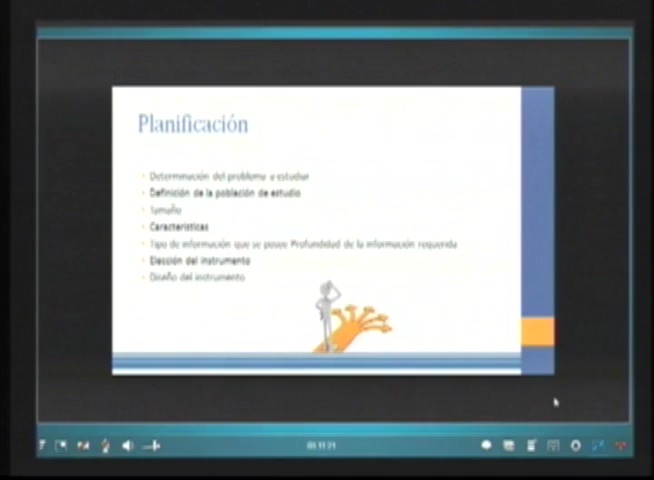 Planificación
Determinación del problema a estudiar
Definición de la población de estudio
Tamaño
Características
Tipo de información que se posee Profundidad de la información requerida
Elección del instrumento
Diseño del instrumento